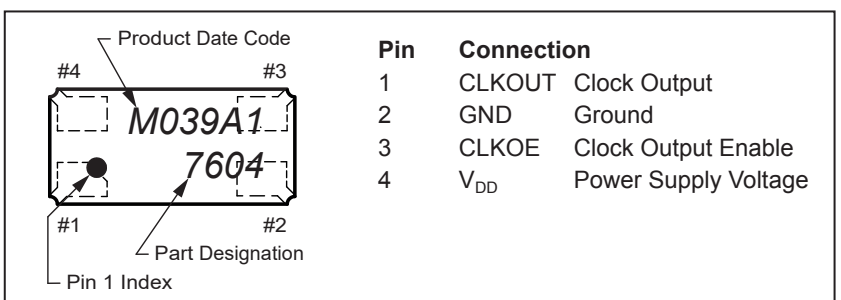 Product Date Code
#4 #3
M039A1
7604
#1 #2
Part Designation
Pin 1 Index
Pin Connection
1 CLKOUT Clock Output
2 GND Ground
3 CLKOE Clock Output Enable
4 VDD Power Supply Voltage